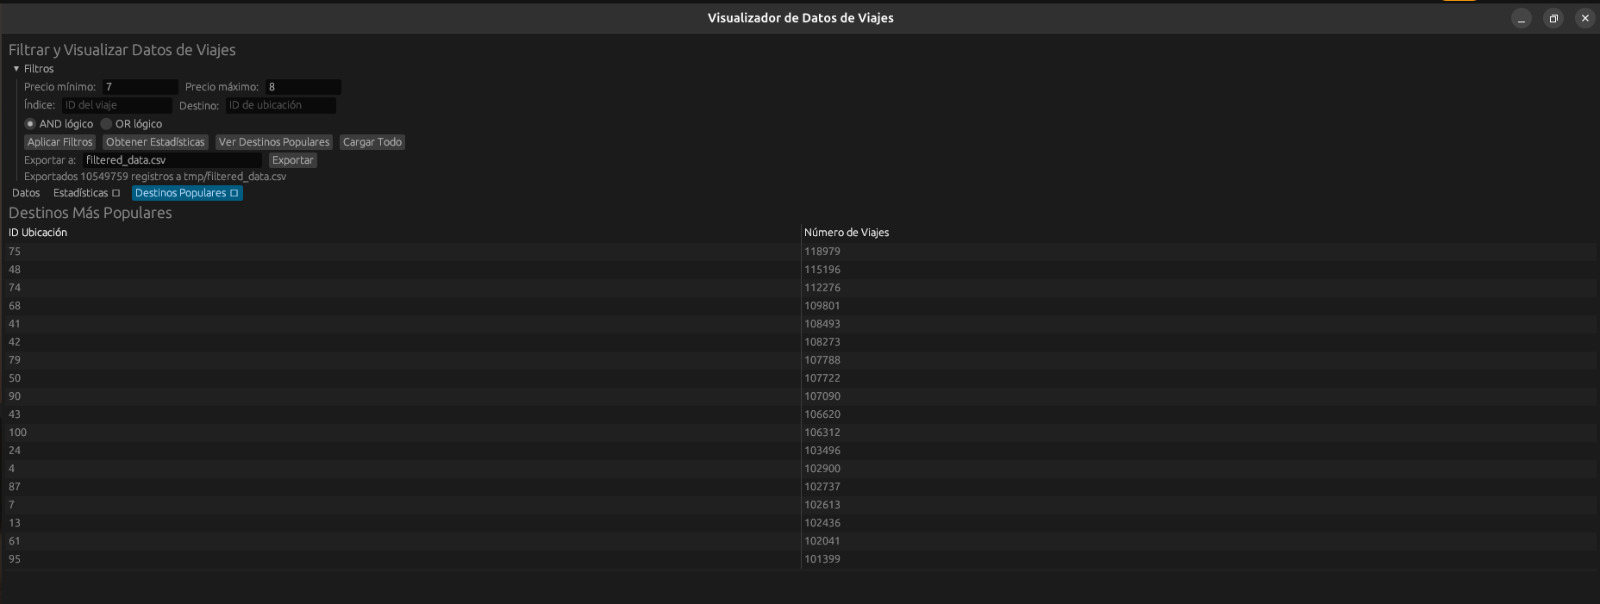 Visualizador de Datos de Viajes
Filtrar y Visualizar Datos de Viajes
Filtros
Precio mínimo: 7 Precio máximo: 8
Índice: ID del viaje Destino: ID de ubicación
AND lógico OR lógico
Aplicar Filtros Obtener Estadísticas Ver Destinos Populares Cargar Todo
Exportar a: filtered_data.csv Exportar
Exportados 10549759 registros a tmp/filtered_data.csv
Datos Estadísticas Destinos Populares
Destinos Más Populares
ID Ubicación Número de Viajes
75 118979
48 115196
74 112276
68 109801
41 108493
42 108273
79 107788
50 107722
90 107090
43 106620
100 106312
24 103496
4 102900
87 102737
7 102613
13 102436
61 102041
95 101399